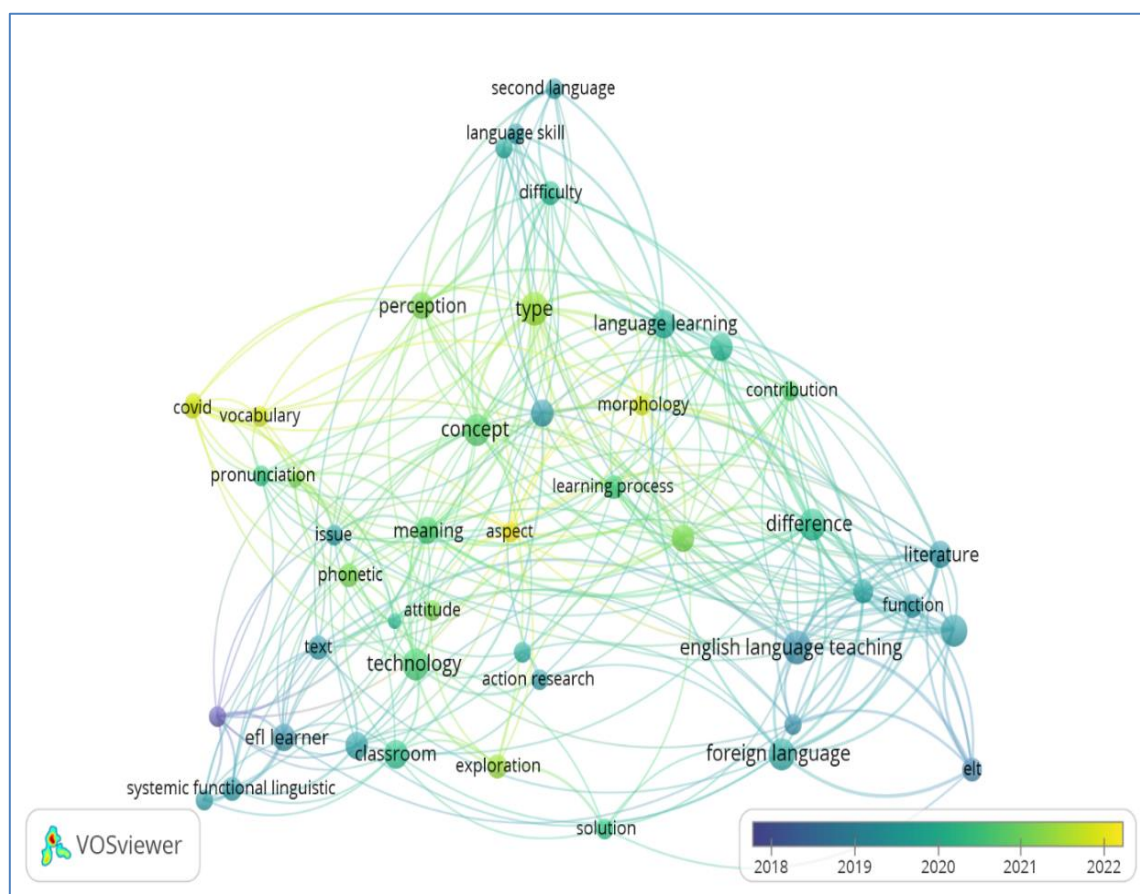 second language
language skill
difficulty
perception
type
language learning
contribution
covid
vocabulary
morphology
concept
pronunciation
learning process
issue
meaning
aspect
difference
literature
phonetic
attitude
function
text
technology
english language teaching
action research
efl learner
classroom
exploration
foreign language
elt
systemic functional linguistic
solution
VOSviewer
2018 2019 2020 2021 2022